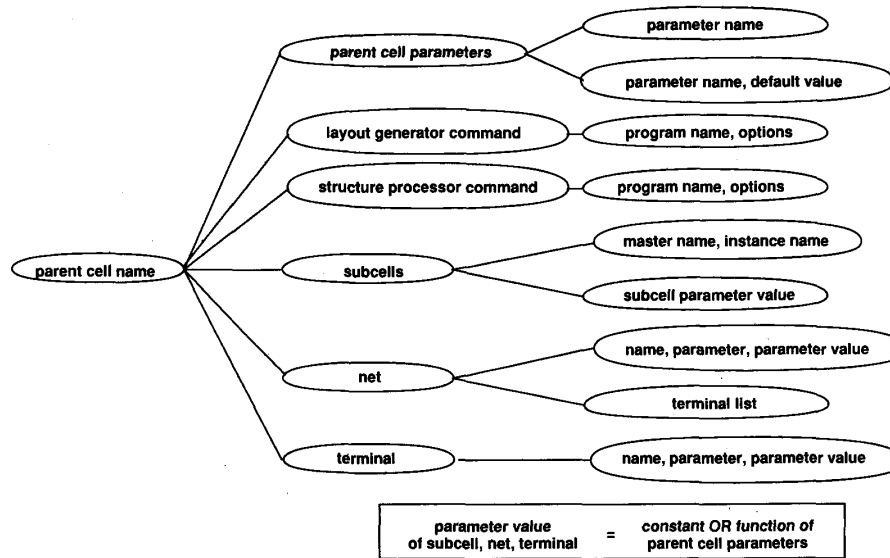 parameter name
parent cell parameters
parameter name, default value
layout generator command
program name, options
structure processor command
program name, options
master name, instance name
parent cell name
subcells
subcell parameter value
name, parameter, parameter value
net
terminal list
terminal
name, parameter, parameter value
parameter value
of subcell, net, terminal
=
constant OR function of
parent cell parameters